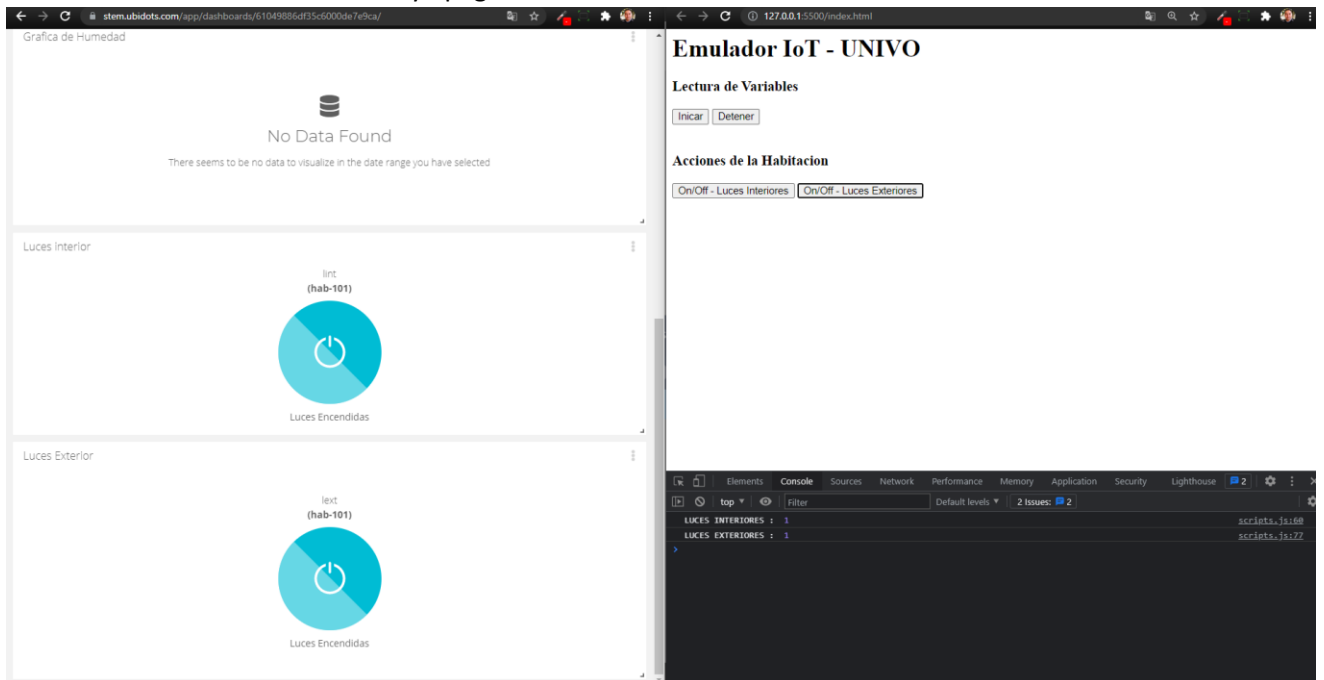 stem.ubidots.com/app/dashboards/61049886df35c6000de7e9ca/
Grafica de Humedad
No Data Found
There seems to be no data to visualize in the date range you have selected
Luces Interior
lint
(hab-101)
Luces Encendidas
Luces Exterior
lext
(hab-101)
Luces Encendidas
127.0.0.1:5500/index.html
Emulador IoT - UNIVO
Lectura de Variables
Inicar Detener
Acciones de la Habitacion
On/Off - Luces Interiores On/Off - Luces Exteriores
Elements Console Sources Network Performance Memory Application Security Lighthouse 2
top Filter Default levels 2 Issues: 2
LUCES INTERIORES : 1 scripts.js:60
LUCES EXTERIORES : 1 scripts.js:77